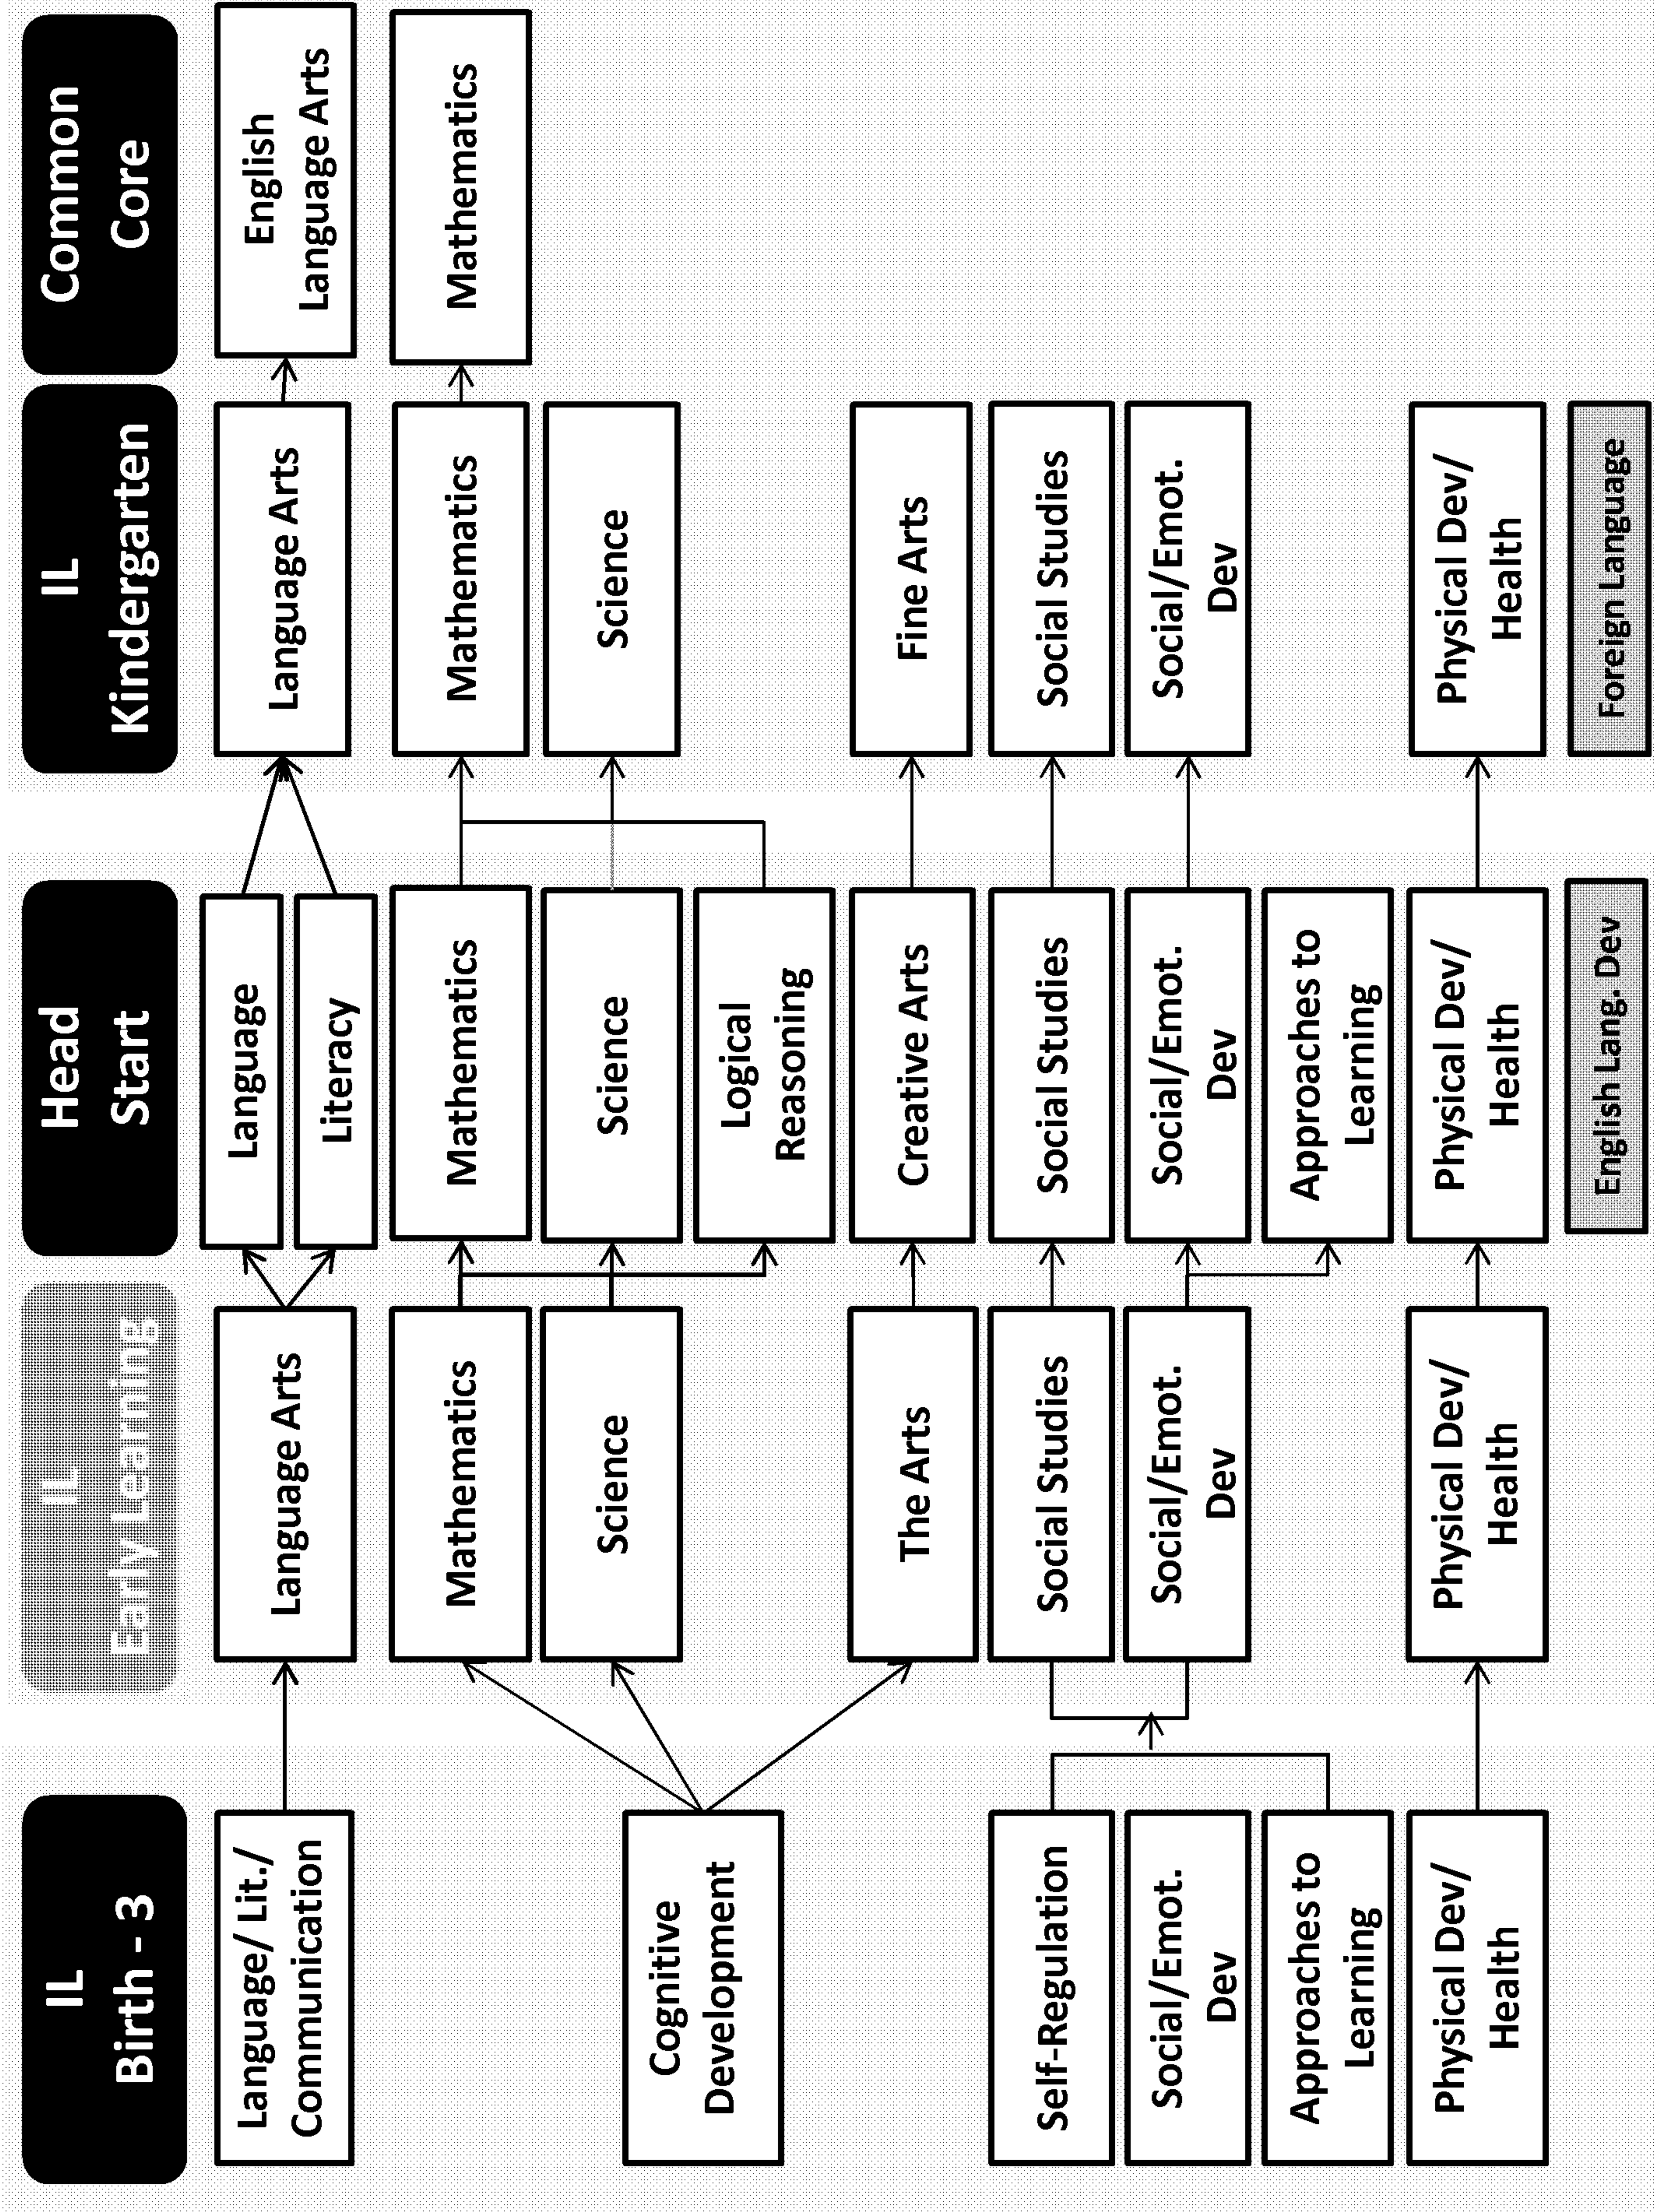 IL
Birth - 3
IL
Early Learning
Head
Start
IL
Kindergarten
Common
Core
Language/ Lit./
Communication
Language Arts
Language
Literacy
Language Arts
English
Language Arts
Cognitive
Development
Mathematics
Mathematics
Mathematics
Mathematics
Science
Science
Science
Logical
Reasoning
The Arts
Creative Arts
Fine Arts
Self-Regulation
Social Studies
Social Studies
Social Studies
Social/Emot.
Dev
Social/Emot.
Dev
Social/Emot.
Dev
Social/Emot.
Dev
Approaches to
Learning
Approaches to
Learning
Physical Dev/
Health
Physical Dev/
Health
Physical Dev/
Health
Physical Dev/
Health
English Lang. Dev
Foreign Language